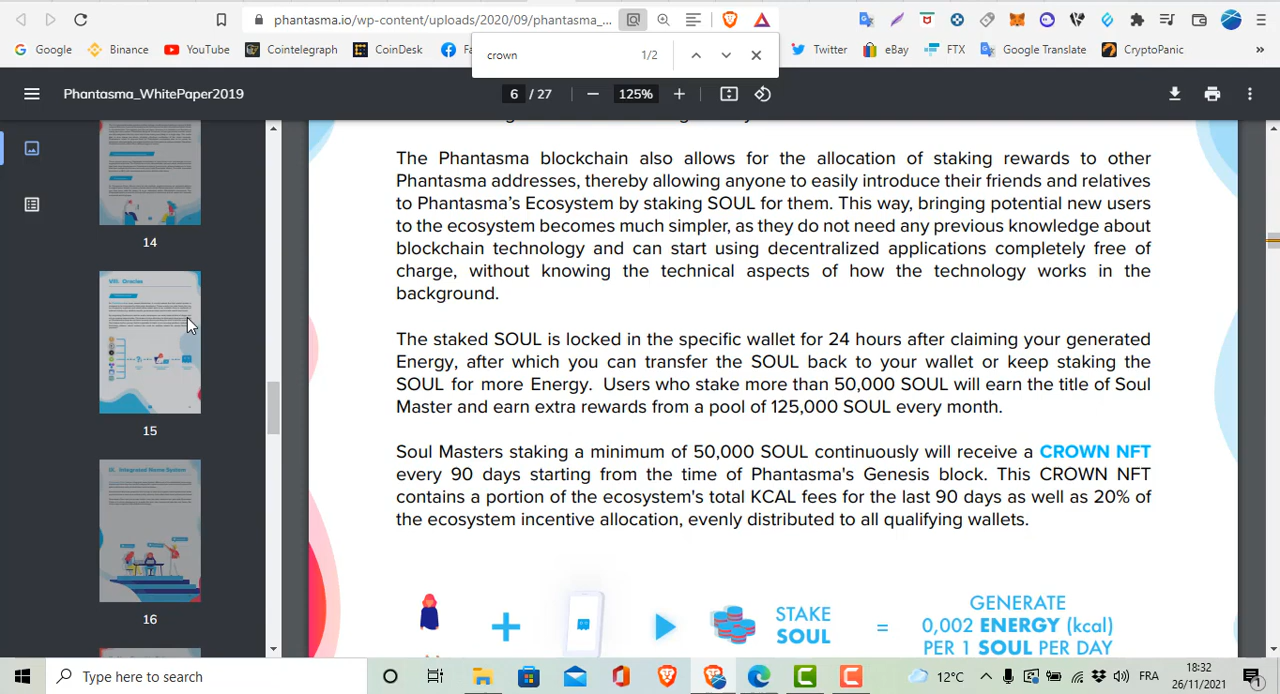 phantasma.io/wp-content/uploads/2020/09/phantasma_...
Google Binance YouTube Cointelegraph CoinDesk Twitter eBay FTX Google Translate CryptoPanic »
crown 1/2
Phantasma_WhitePaper2019 6 / 27 125%
14
VIII. Oracles
15
IX. Integrated Name System
16
The Phantasma blockchain also allows for the allocation of staking rewards to other
Phantasma addresses, thereby allowing anyone to easily introduce their friends and relatives
to Phantasma's Ecosystem by staking SOUL for them. This way, bringing potential new users
to the ecosystem becomes much simpler, as they do not need any previous knowledge about
blockchain technology and can start using decentralized applications completely free of
charge, without knowing the technical aspects of how the technology works in the
background.
The staked SOUL is locked in the specific wallet for 24 hours after claiming your generated
Energy, after which you can transfer the SOUL back to your wallet or keep staking the
SOUL for more Energy. Users who stake more than 50,000 SOUL will earn the title of Soul
Master and earn extra rewards from a pool of 125,000 SOUL every month.
Soul Masters staking a minimum of 50,000 SOUL continuously will receive a CROWN NFT
every 90 days starting from the time of Phantasma's Genesis block. This CROWN NFT
contains a portion of the ecosystem's total KCAL fees for the last 90 days as well as 20% of
the ecosystem incentive allocation, evenly distributed to all qualifying wallets.
STAKE
SOUL
=
GENERATE
0,002 ENERGY (kcal)
PER 1 SOUL PER DAY
Type here to search
12°C
FRA
18:32
26/11/2021